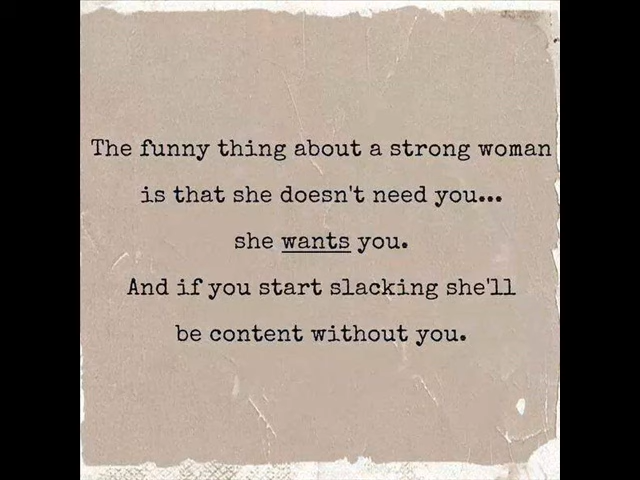 The funny thing about a strong woman
is that she doesn't need you...
she wants you.
And if you start slacking she'll
be content without you.